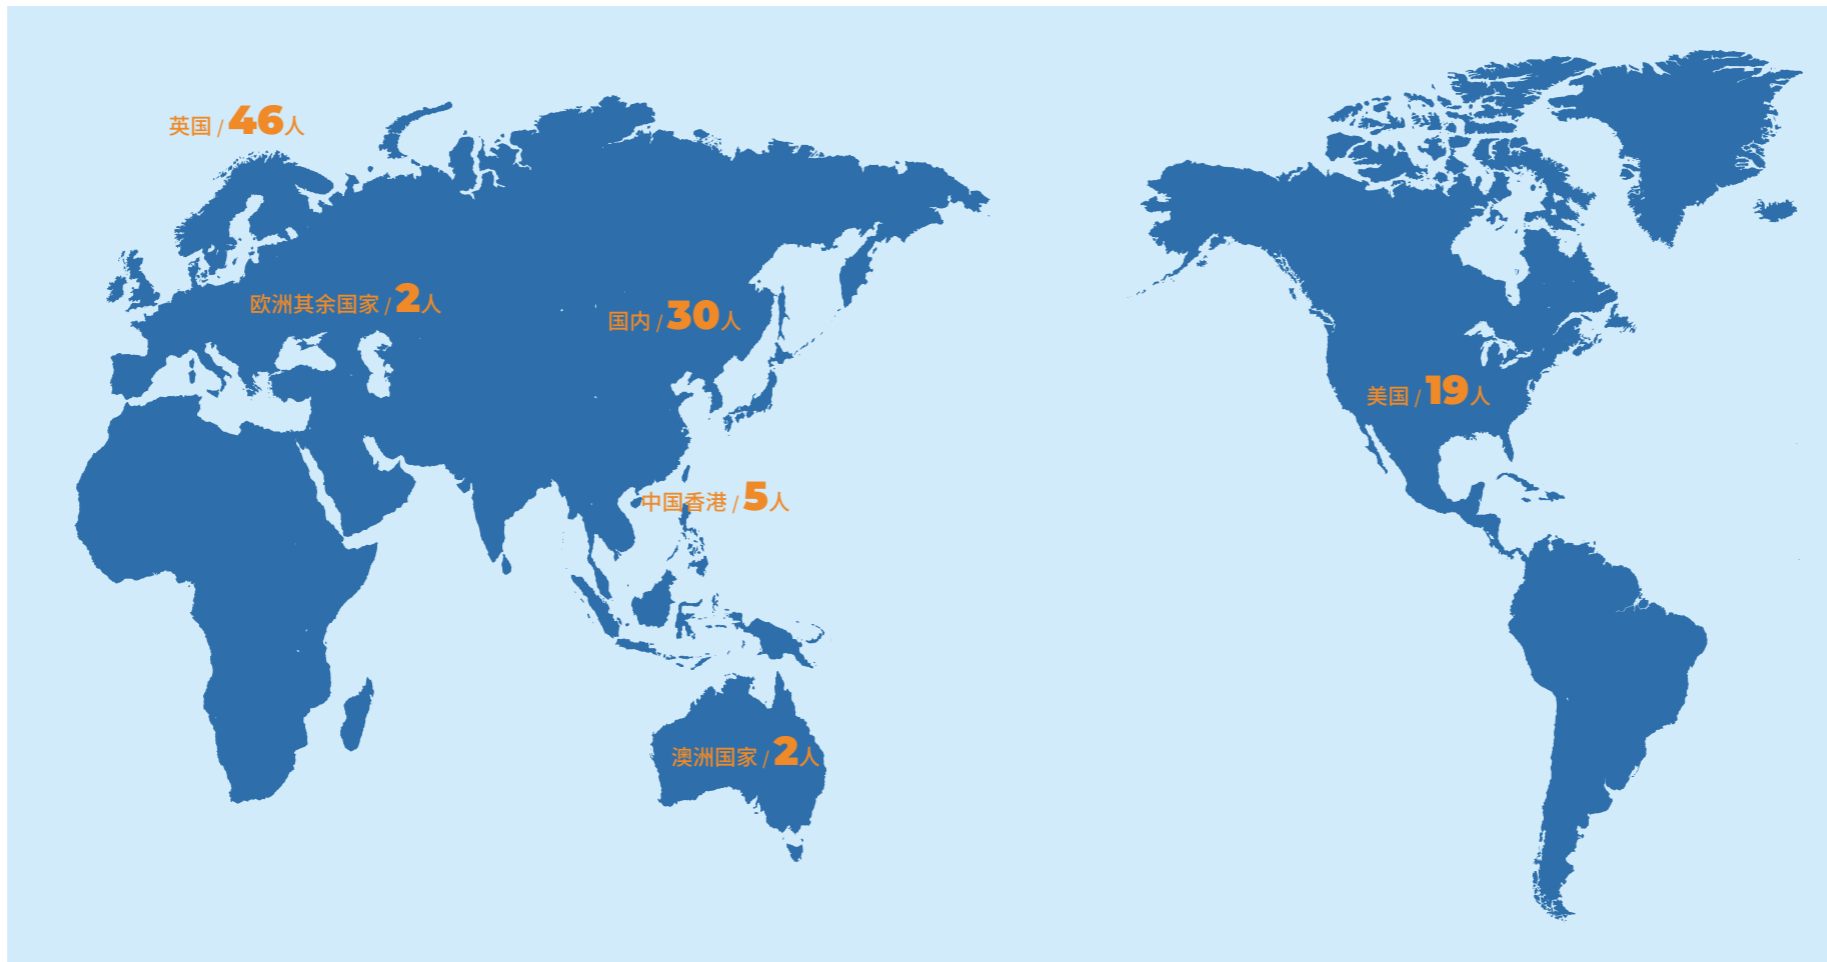 英国 / 46人
欧洲其余国家 / 2人
国内 / 30人
美国 / 19人
中国香港 / 5人
澳洲国家 / 2人